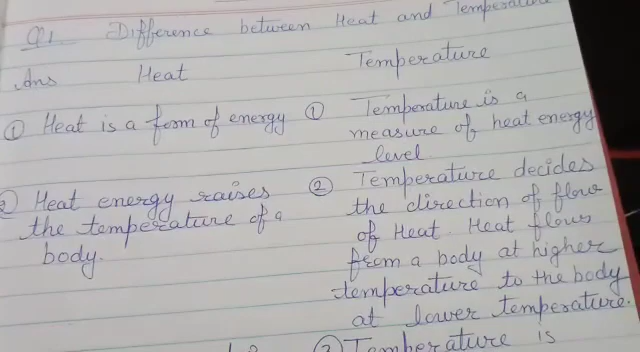 Q1. Difference between Heat and Temperature
Ans Heat Temperature
① Heat is a form of energy
② Heat energy raises
the temperature of a
body.
① Temperature is a
measure of heat energy
level
② Temperature decides
the direction of flow
of Heat. Heat flows
from a body at higher
temperature to the body
at lower temperature.
③ Temperature is